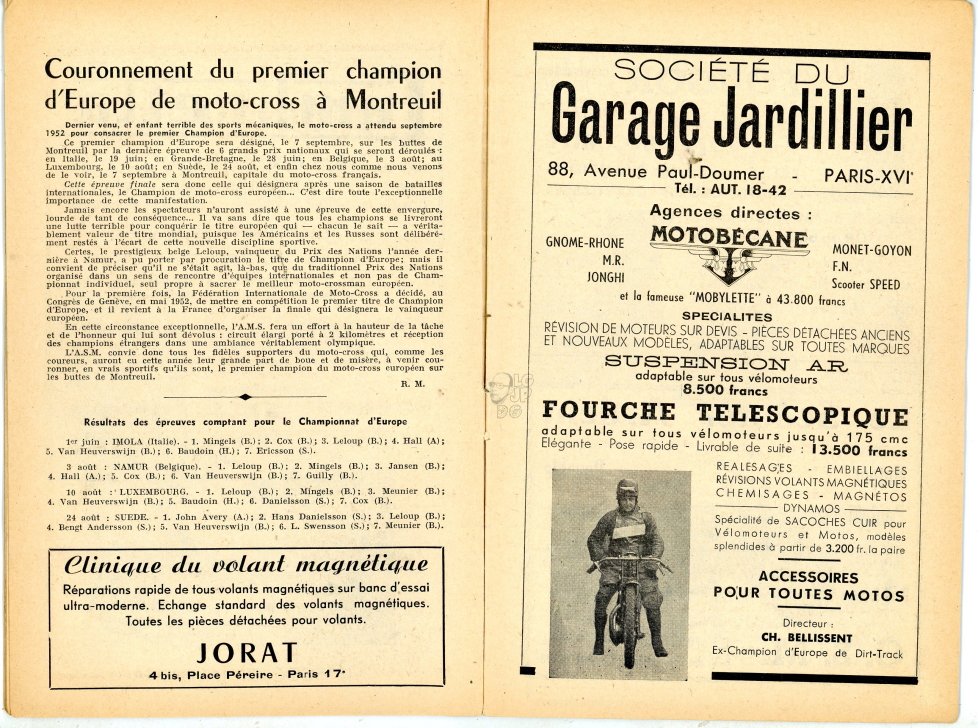 Couronnement du premier champion
d'Europe de moto-cross à Montreuil
Dernier venu, et enfant terrible des sports mécaniques, le moto-cross a attendu septembre
1952 pour consacrer le premier Champion d'Europe.
Ce premier champion d'Europe sera désigné, le 7 septembre, sur les buttes de
Montreuil par la dernière épreuve de 6 grands prix nationaux qui se seront déroulés :
en Italie, le 19 juin; en Grande-Bretagne, le 28 juin; en Belgique, le 3 août; au
Luxembourg, le 10 août; en Suède, le 24 août, et enfin chez nous comme nous venons
de le voir, le 7 septembre à Montreuil, capitale du moto-cross français.
Cette épreuve finale sera donc celle qui désignera après une saison de batailles
internationales, le Champion de moto-cross européen... C'est dire toute l'exceptionnelle
importance de cette manifestation.
Jamais encore les spectateurs n'auront assisté à une épreuve de cette envergure,
lourde de tant de conséquence... Il va sans dire que tous les champions se livreront
une lutte terrible pour conquérir le titre européen qui — chacun le sait — a vérita-
blement valeur de titre mondial, puisque les Américains et les Russes sont délibéré-
ment restés à l'écart de cette nouvelle discipline sportive.
Certes, le prestigieux belge Leloup, vainqueur du Prix des Nations l'année der-
nière à Namur, a pu porter par procuration le titre de Champion d'Europe; mais il
convient de préciser qu'il ne s'était agit, là-bas, que du traditionnel Prix des Nations
organisé dans un sens de rencontre d'équipes internationales et non pas de Cham-
pionnat individuel, seul propre à sacrer le meilleur moto-crossman européen.
Pour la première fois, la Fédération Internationale de Moto-Cross a décidé, au
Congrès de Genève, en mai 1952, de mettre en compétition le premier titre de Champion
d'Europe, et il revient à la France d'organiser la finale qui désignera le vainqueur
européen.
En cette circonstance exceptionnelle, l'A.M.S. fera un effort à la hauteur de la tâche
et de l'honneur qui lui sont dévolus : circuit élargi porté à 2 kilomètres et réception
des champions étrangers dans une ambiance véritablement olympique.
L'A.S.M. convie donc tous les fidèles supporters du moto-cross qui, comme les
coureurs, auront eu cette année leur grande part de boue et de misère, à venir cou-
ronner, en vrais sportifs qu'ils sont, le premier champion du moto-cross européen sur
les buttes de Montreuil.
R. M.
Résultats des épreuves comptant pour le Championnat d'Europe
1er juin : IMOLA (Italie). - 1. Mingels (B.); 2. Cox (B.); 3. Leloup (B.); 4. Hall (A);
5. Van Heuverswijn (B.); 6. Baudoin (H.); 7. Ericsson (S.).
3 août : NAMUR (Belgique). - 1. Leloup (B.); 2. Mingels (B.); 3. Jansen (B.);
4. Hall (A.); 5. Cox (B.); 6. Van Heuverswijn (B.); 7. Guilly (B.).
10 août : LUXEMBOURG. - 1. Leloup (B.); 2. Mingels (B.); 3. Meunier (B.);
4. Van Heuverswijn (B.); 5. Baudoin (H.); 6. Danielsson (S.); 7. Cox (B.).
24 août : SUEDE. - 1. John Avery (A.); 2. Hans Danielsson (S.); 3. Leloup (B.);
4. Bengt Andersson (S.); 5. Van Heuverswijn (B.); 6. L. Swensson (S.); 7. Meunier (B.).
Clinique du volant magnétique
Réparations rapide de tous volants magnétiques sur banc d'essai
ultra-moderne. Echange standard des volants magnétiques.
Toutes les pièces détachées pour volants.
JORAT
4 bis, Place Péreire - Paris 17e
SOCIÉTÉ DU
Garage Jardillier
88, Avenue Paul-Doumer - PARIS-XVIe
Tél. : AUT. 18-42
Agences directes :
GNOME-RHONE
M.R.
JONGHI
MOTOBÉCANE
MONET-GOYON
F.N.
Scooter SPEED
et la fameuse "MOBYLETTE" à 43.800 francs
SPECIALITES
RÉVISION DE MOTEURS SUR DEVIS - PIÈCES DÉTACHÉES ANCIENS
ET NOUVEAUX MODÈLES, ADAPTABLES SUR TOUTES MARQUES
SUSPENSION AR
adaptable sur tous vélomoteurs
8.500 francs
FOURCHE TELESCOPIQUE
adaptable sur tous vélomoteurs jusqu'à 175 cmc
Elégante - Pose rapide - Livrable de suite : 13.500 francs
REALESAGES - EMBIELLAGES
RÉVISIONS VOLANTS MAGNÉTIQUES
CHEMISAGES - MAGNÉTOS
DYNAMOS
Spécialité de SACOCHES CUIR pour
Vélomoteurs et Motos, modèles
splendides à partir de 3.200 fr. la paire
ACCESSOIRES
POUR TOUTES MOTOS
Directeur :
CH. BELLISSENT
Ex-Champion d'Europe de Dirt-Track